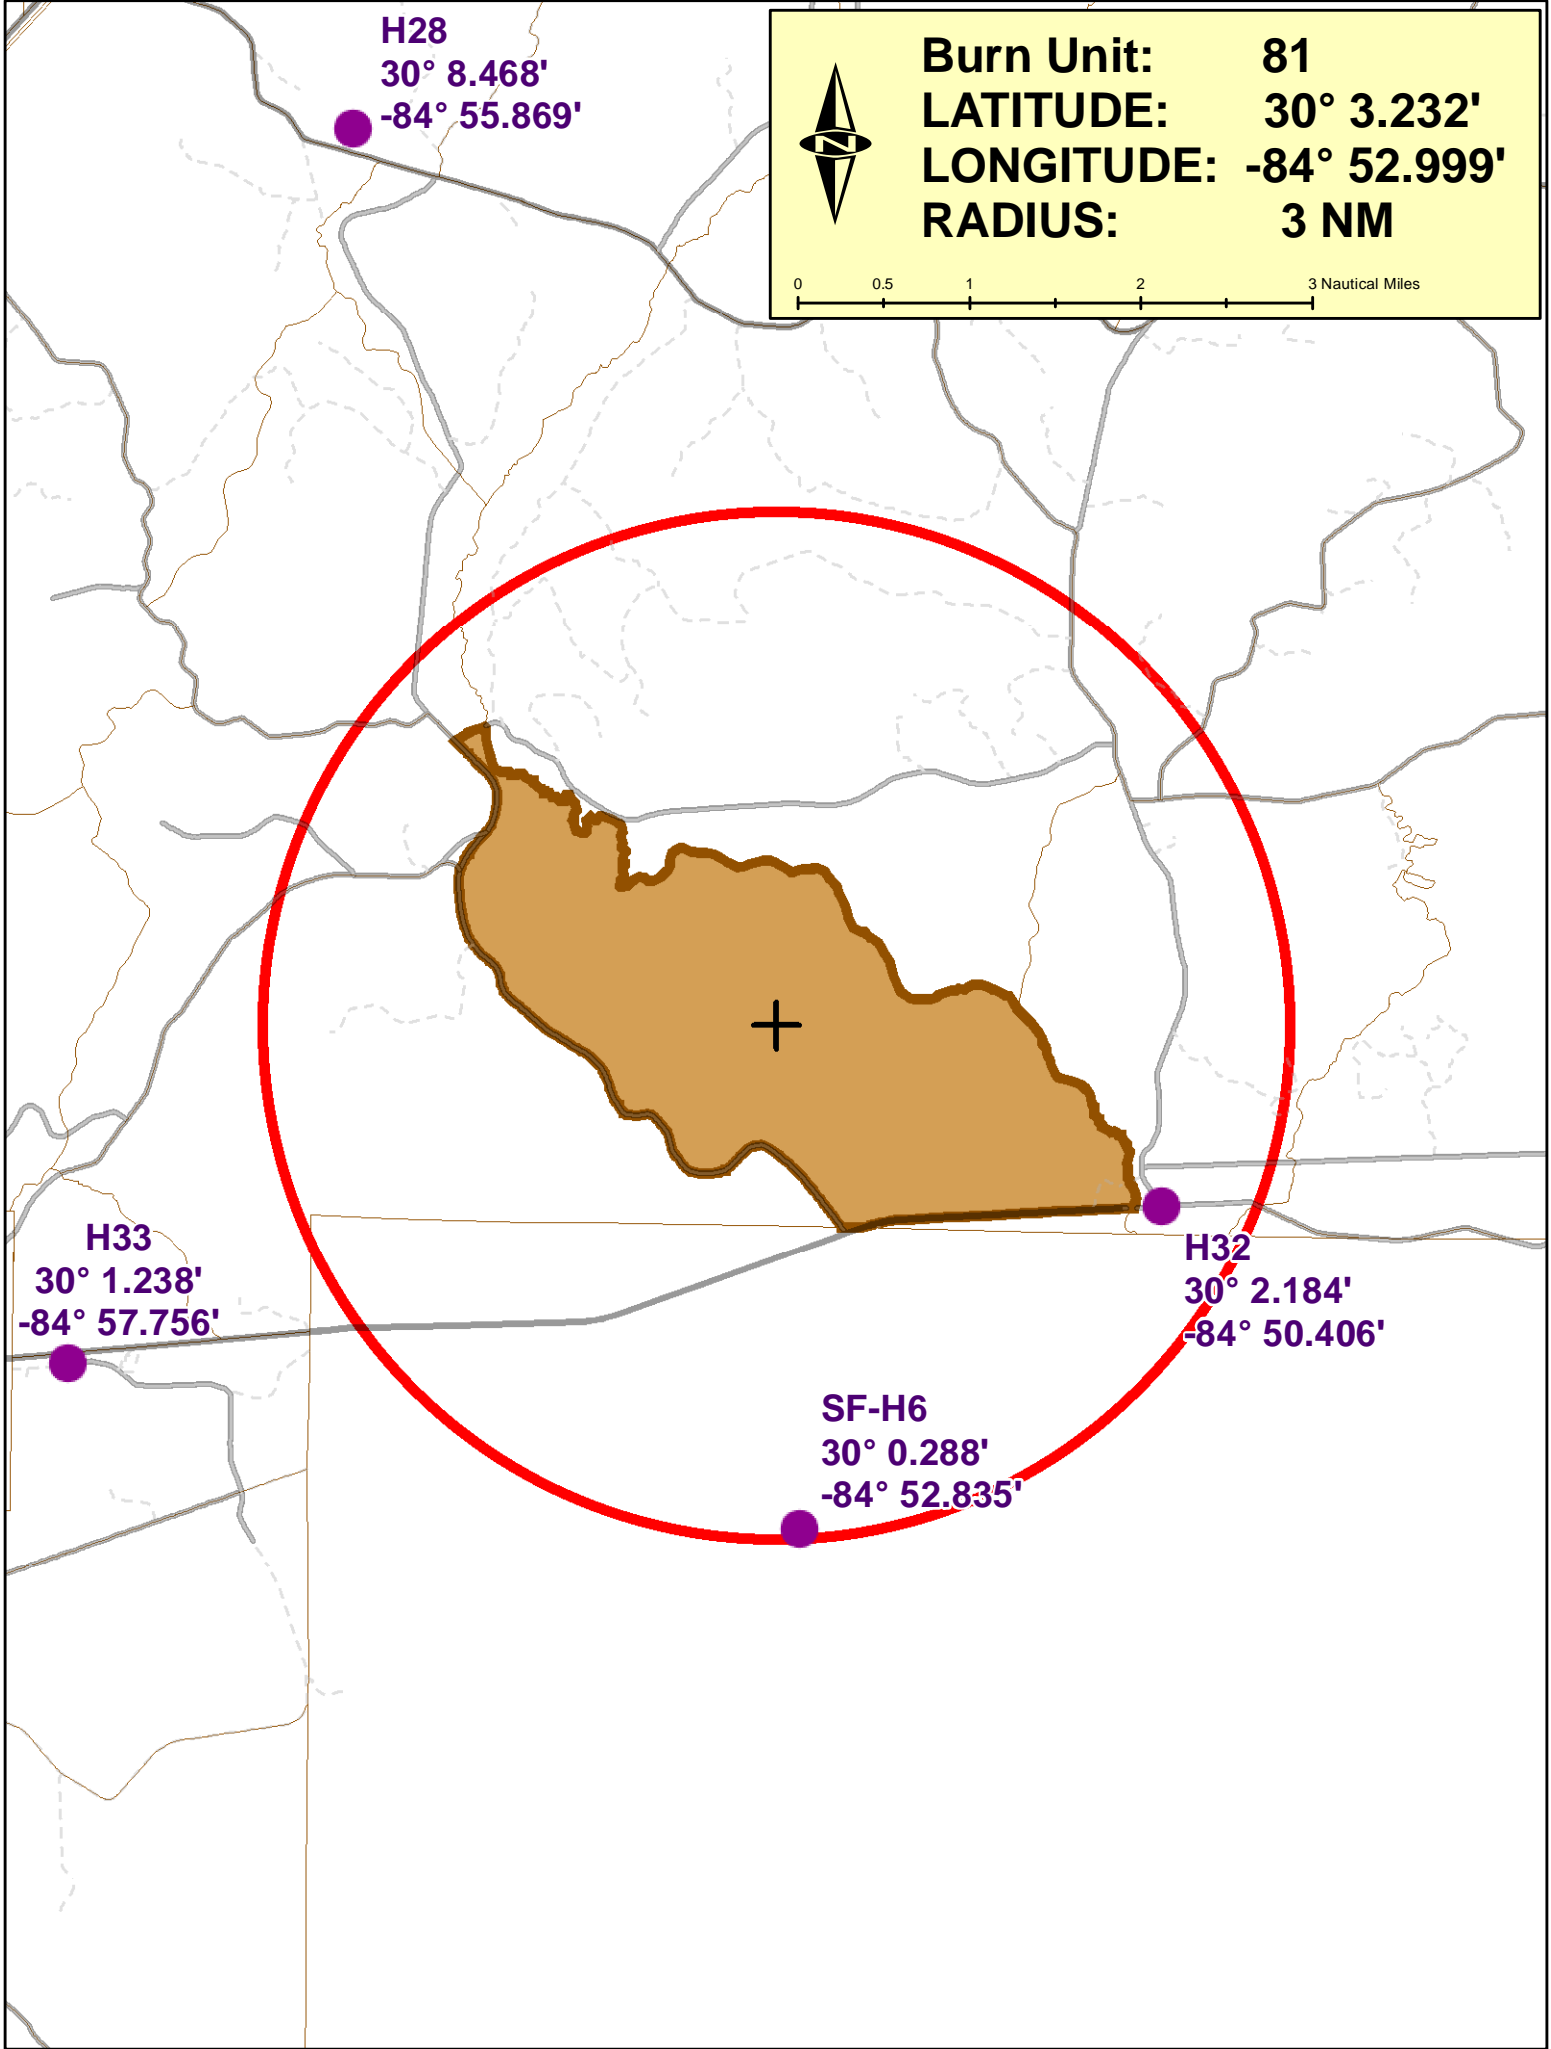 H28
30° 8.468'
-84° 55.869'
Burn Unit: 81
LATITUDE: 30° 3.232'
LONGITUDE: -84° 52.999'
RADIUS: 3 NM
N
0 0.5 1 2 3 Nautical Miles
H33
30° 1.238'
-84° 57.756'
H32
30° 2.184'
-84° 50.406'
SF-H6
30° 0.288'
-84° 52.835'